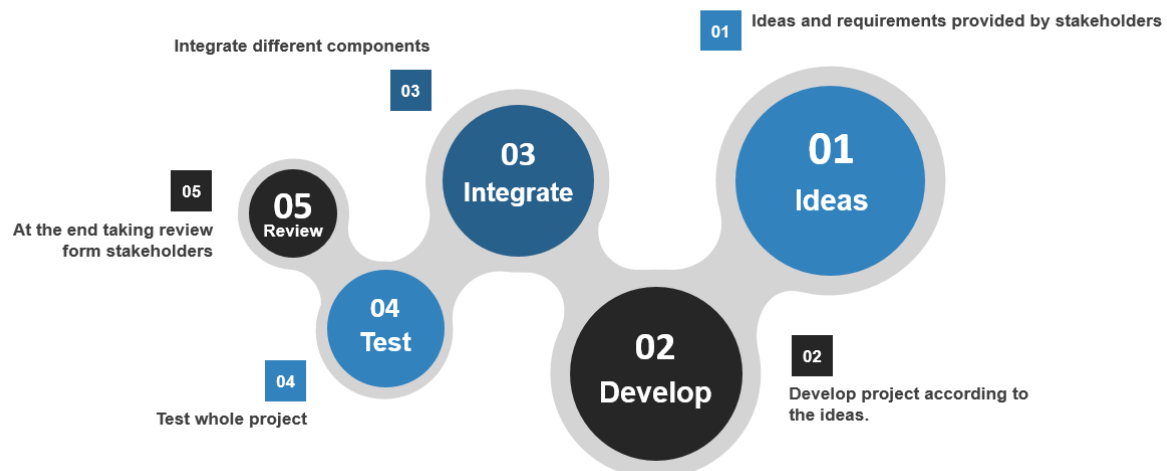 01
Ideas and requirements provided by stakeholders
Integrate different components
03
01
Ideas
03
Integrate
05
At the end taking review
form stakeholders
05
Review
04
Test
02
Develop
02
Develop project according to
the ideas.
04
Test whole project